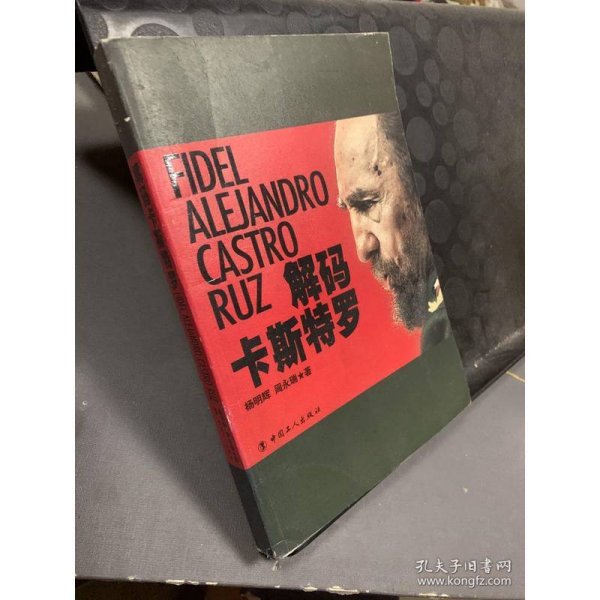 FIDEL
ALEJANDRO
CASTRO
RUZ 解码
卡斯特罗
杨明辉 周永瑞★著
中国工人出版社
孔夫子旧书网
www.kongfz.com